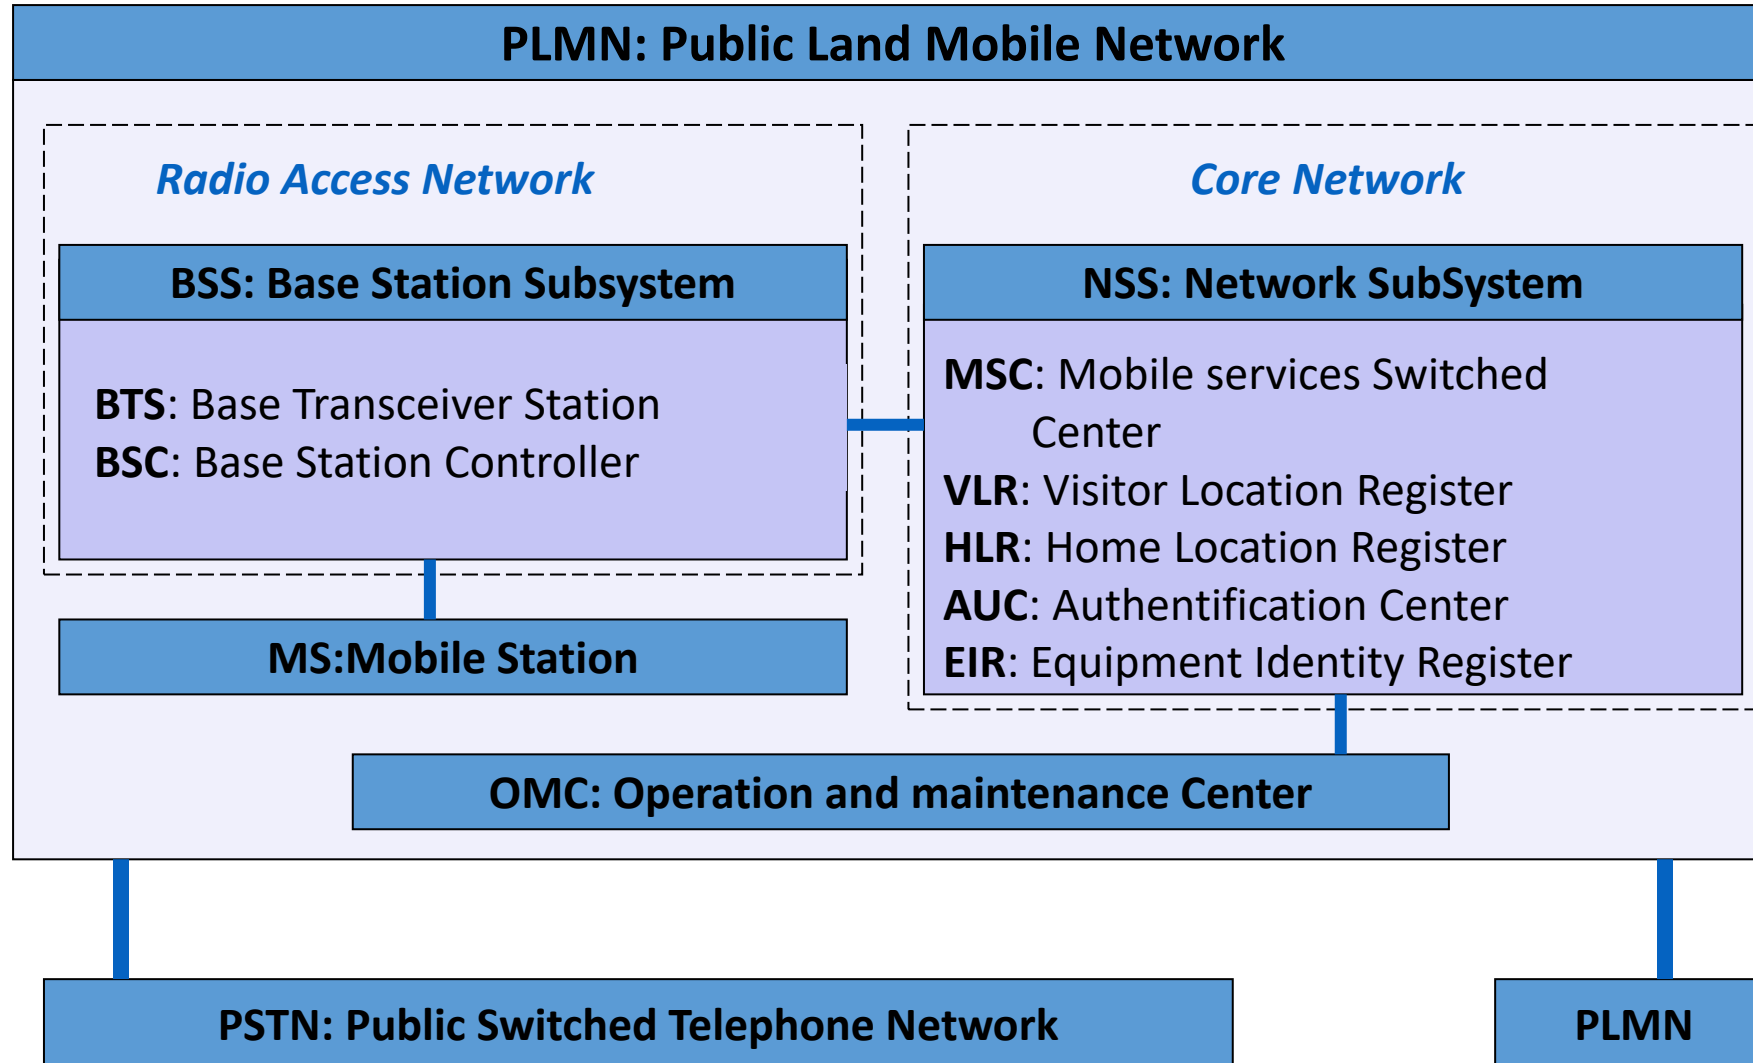 PLMN: Public Land Mobile Network
Radio Access Network
BSS: Base Station Subsystem
BTS: Base Transceiver Station
BSC: Base Station Controller
MS:Mobile Station
Core Network
NSS: Network SubSystem
MSC: Mobile services Switched
Center
VLR: Visitor Location Register
HLR: Home Location Register
AUC: Authentification Center
EIR: Equipment Identity Register
OMC: Operation and maintenance Center
PSTN: Public Switched Telephone Network
PLMN